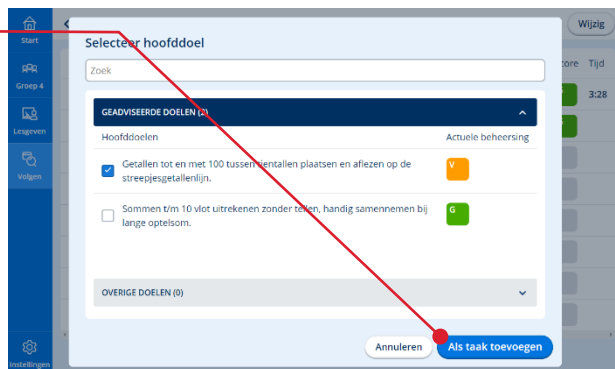 Start
Groep 4
Lesgeven
Volgen
Instellingen
Wijzig
Tijd
3:28
Selecteer hoofddoel
Zoek
GEADVISEERDE DOELEN (2)
Hoofddoelen
Actuele beheersing
Getallen tot en met 100 tussen tientallen plaatsen en aflezen op de
streepjesgetallenlijn.
V
Sommen t/m 10 vlot uitrekenen zonder tellen, handig samennemen bij
lange optelsom.
G
OVERIGE DOELEN (0)
Annuleren
Als taak toevoegen